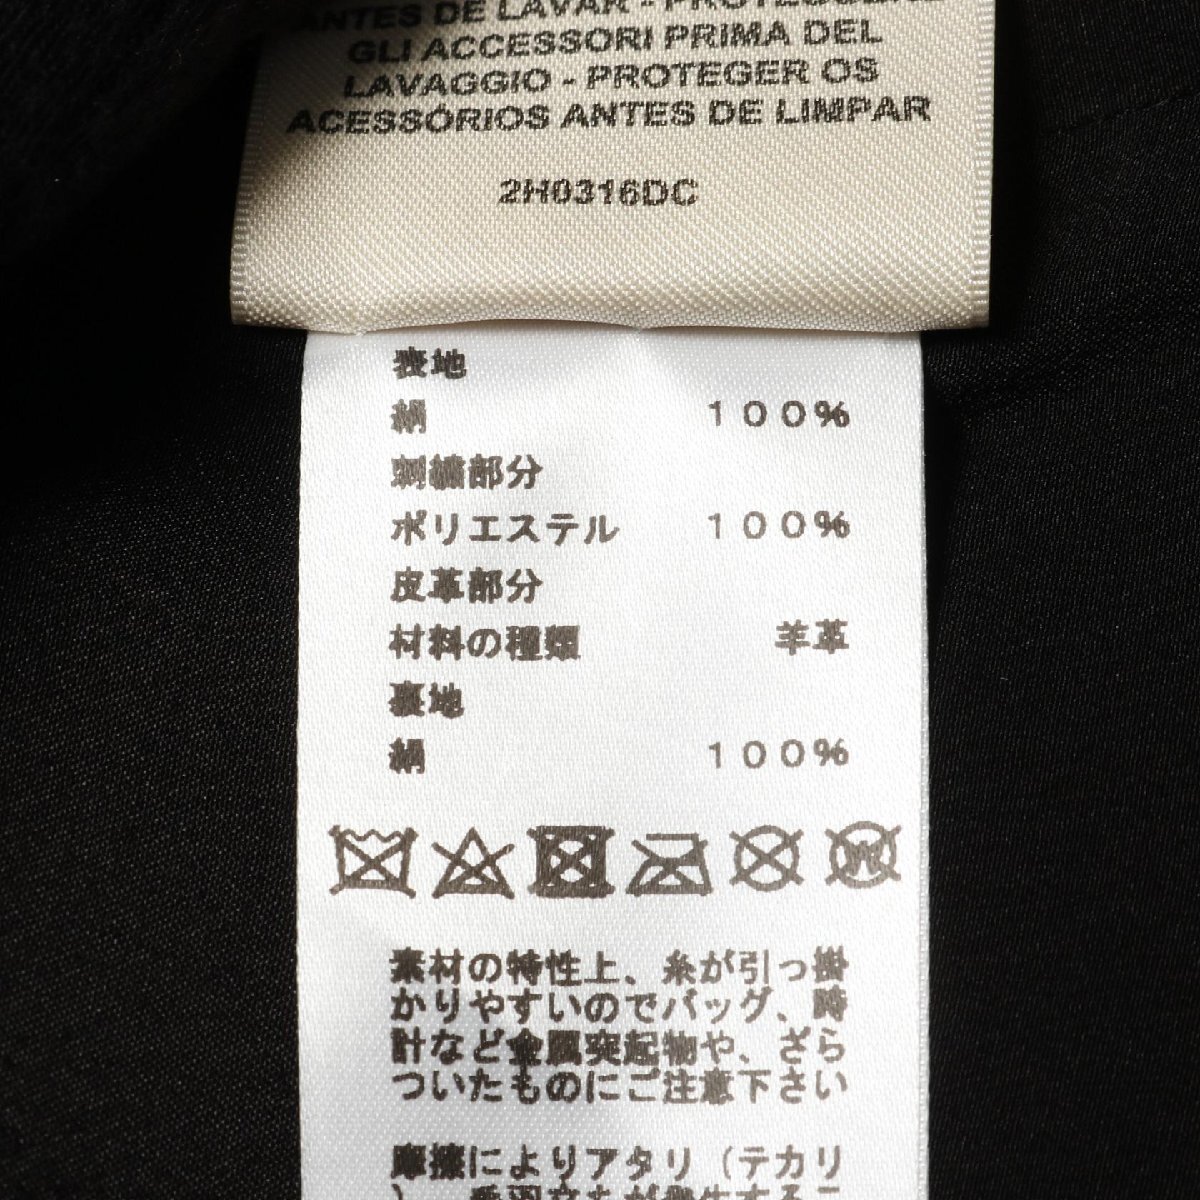 ANTES DE LAVAR - PROTEGGERE
GLI ACCESSORI PRIMA DEL
LAVAGGIO - PROTEGER OS
ACESSÓRIOS ANTES DE LIMPAR
2H0316DC
表地
絹 100%
刺繍部分
ポリエステル 100%
皮革部分
材料の種類 羊革
裏地
絹 100%
素材の特性上、糸が引っ掛
かりやすいのでバッグ、時
計など金属突起物や、ざら
ついたものにご注意下さい
摩擦によりアタリ（テカリ